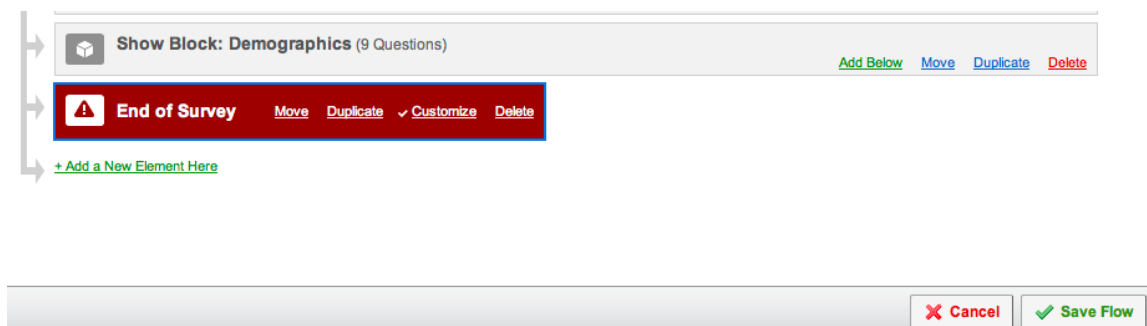 Show Block: Demographics (9 Questions)
Add Below Move Duplicate Delete
End of Survey Move Duplicate Customize Delete
+ Add a New Element Here
Cancel Save Flow